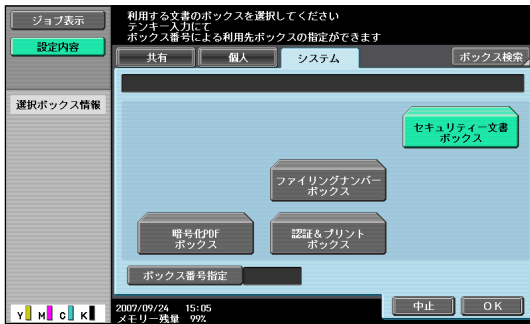 ジョブ表示
設定内容
利用する文書のボックスを選択してください
テンキー入力にて
ボックス番号による利用先ボックスの指定ができます
共有
個人
システム
ボックス検索
選択ボックス情報
セキュリティー文書
ボックス
ファイリングナンバー
ボックス
暗号化PDF
ボックス
認証&プリント
ボックス
ボックス番号指定
Y M C K
2007/09/24 15:05
メモリー残量 99%
中止
OK